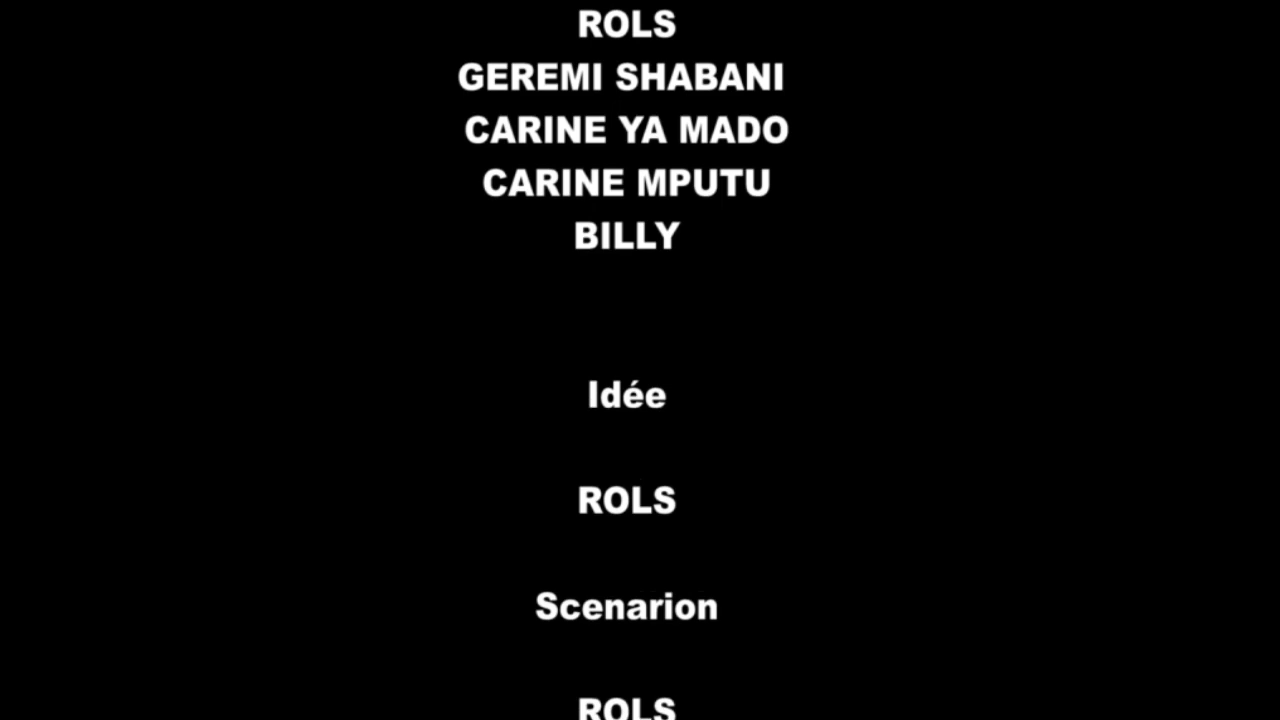 ROLS
GEREMI SHABANI
CARINE YA MADO
CARINE MPUTU
BILLY
Idée
ROLS
Scenarion
ROLS